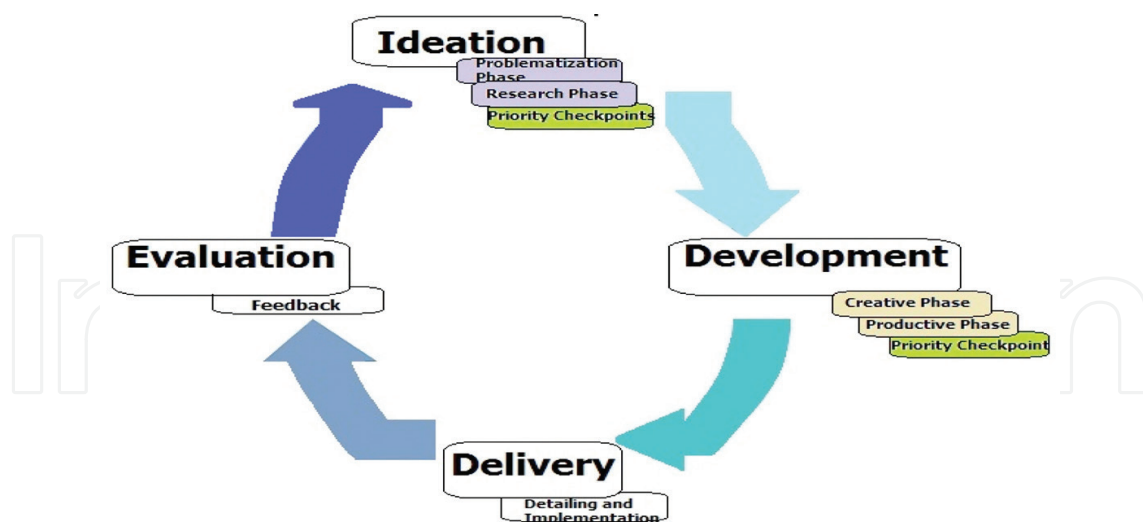 Ideation
Problematization
Phase
Research Phase
Priority Checkpoints
Development
Creative Phase
Productive Phase
Priority Checkpoint
Delivery
Detailing and
Implementation
Evaluation
Feedback